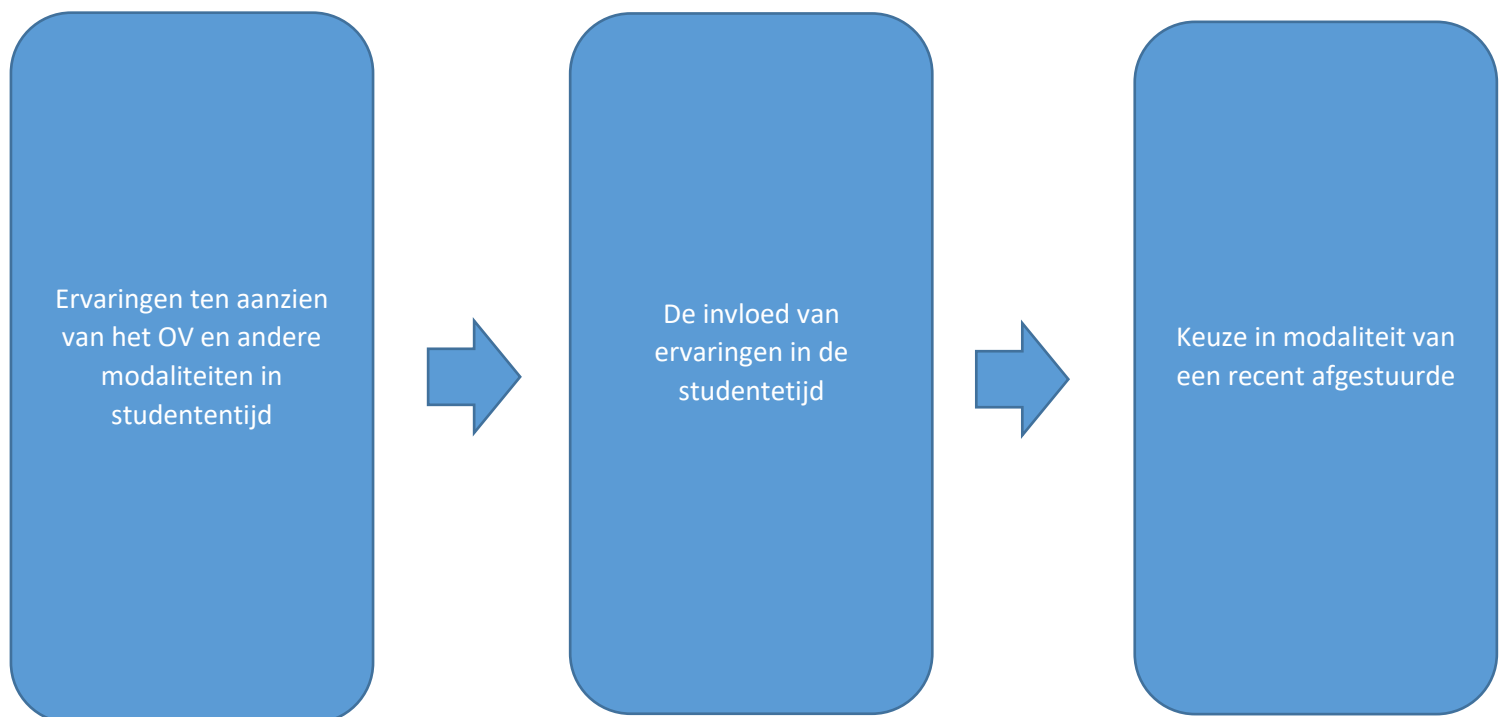 Ervaringen ten aanzien
van het OV en andere
modaliteiten in
studententijd
De invloed van
ervaringen in de
studentetijd
Keuze in modaliteit van
een recent afgestuurde